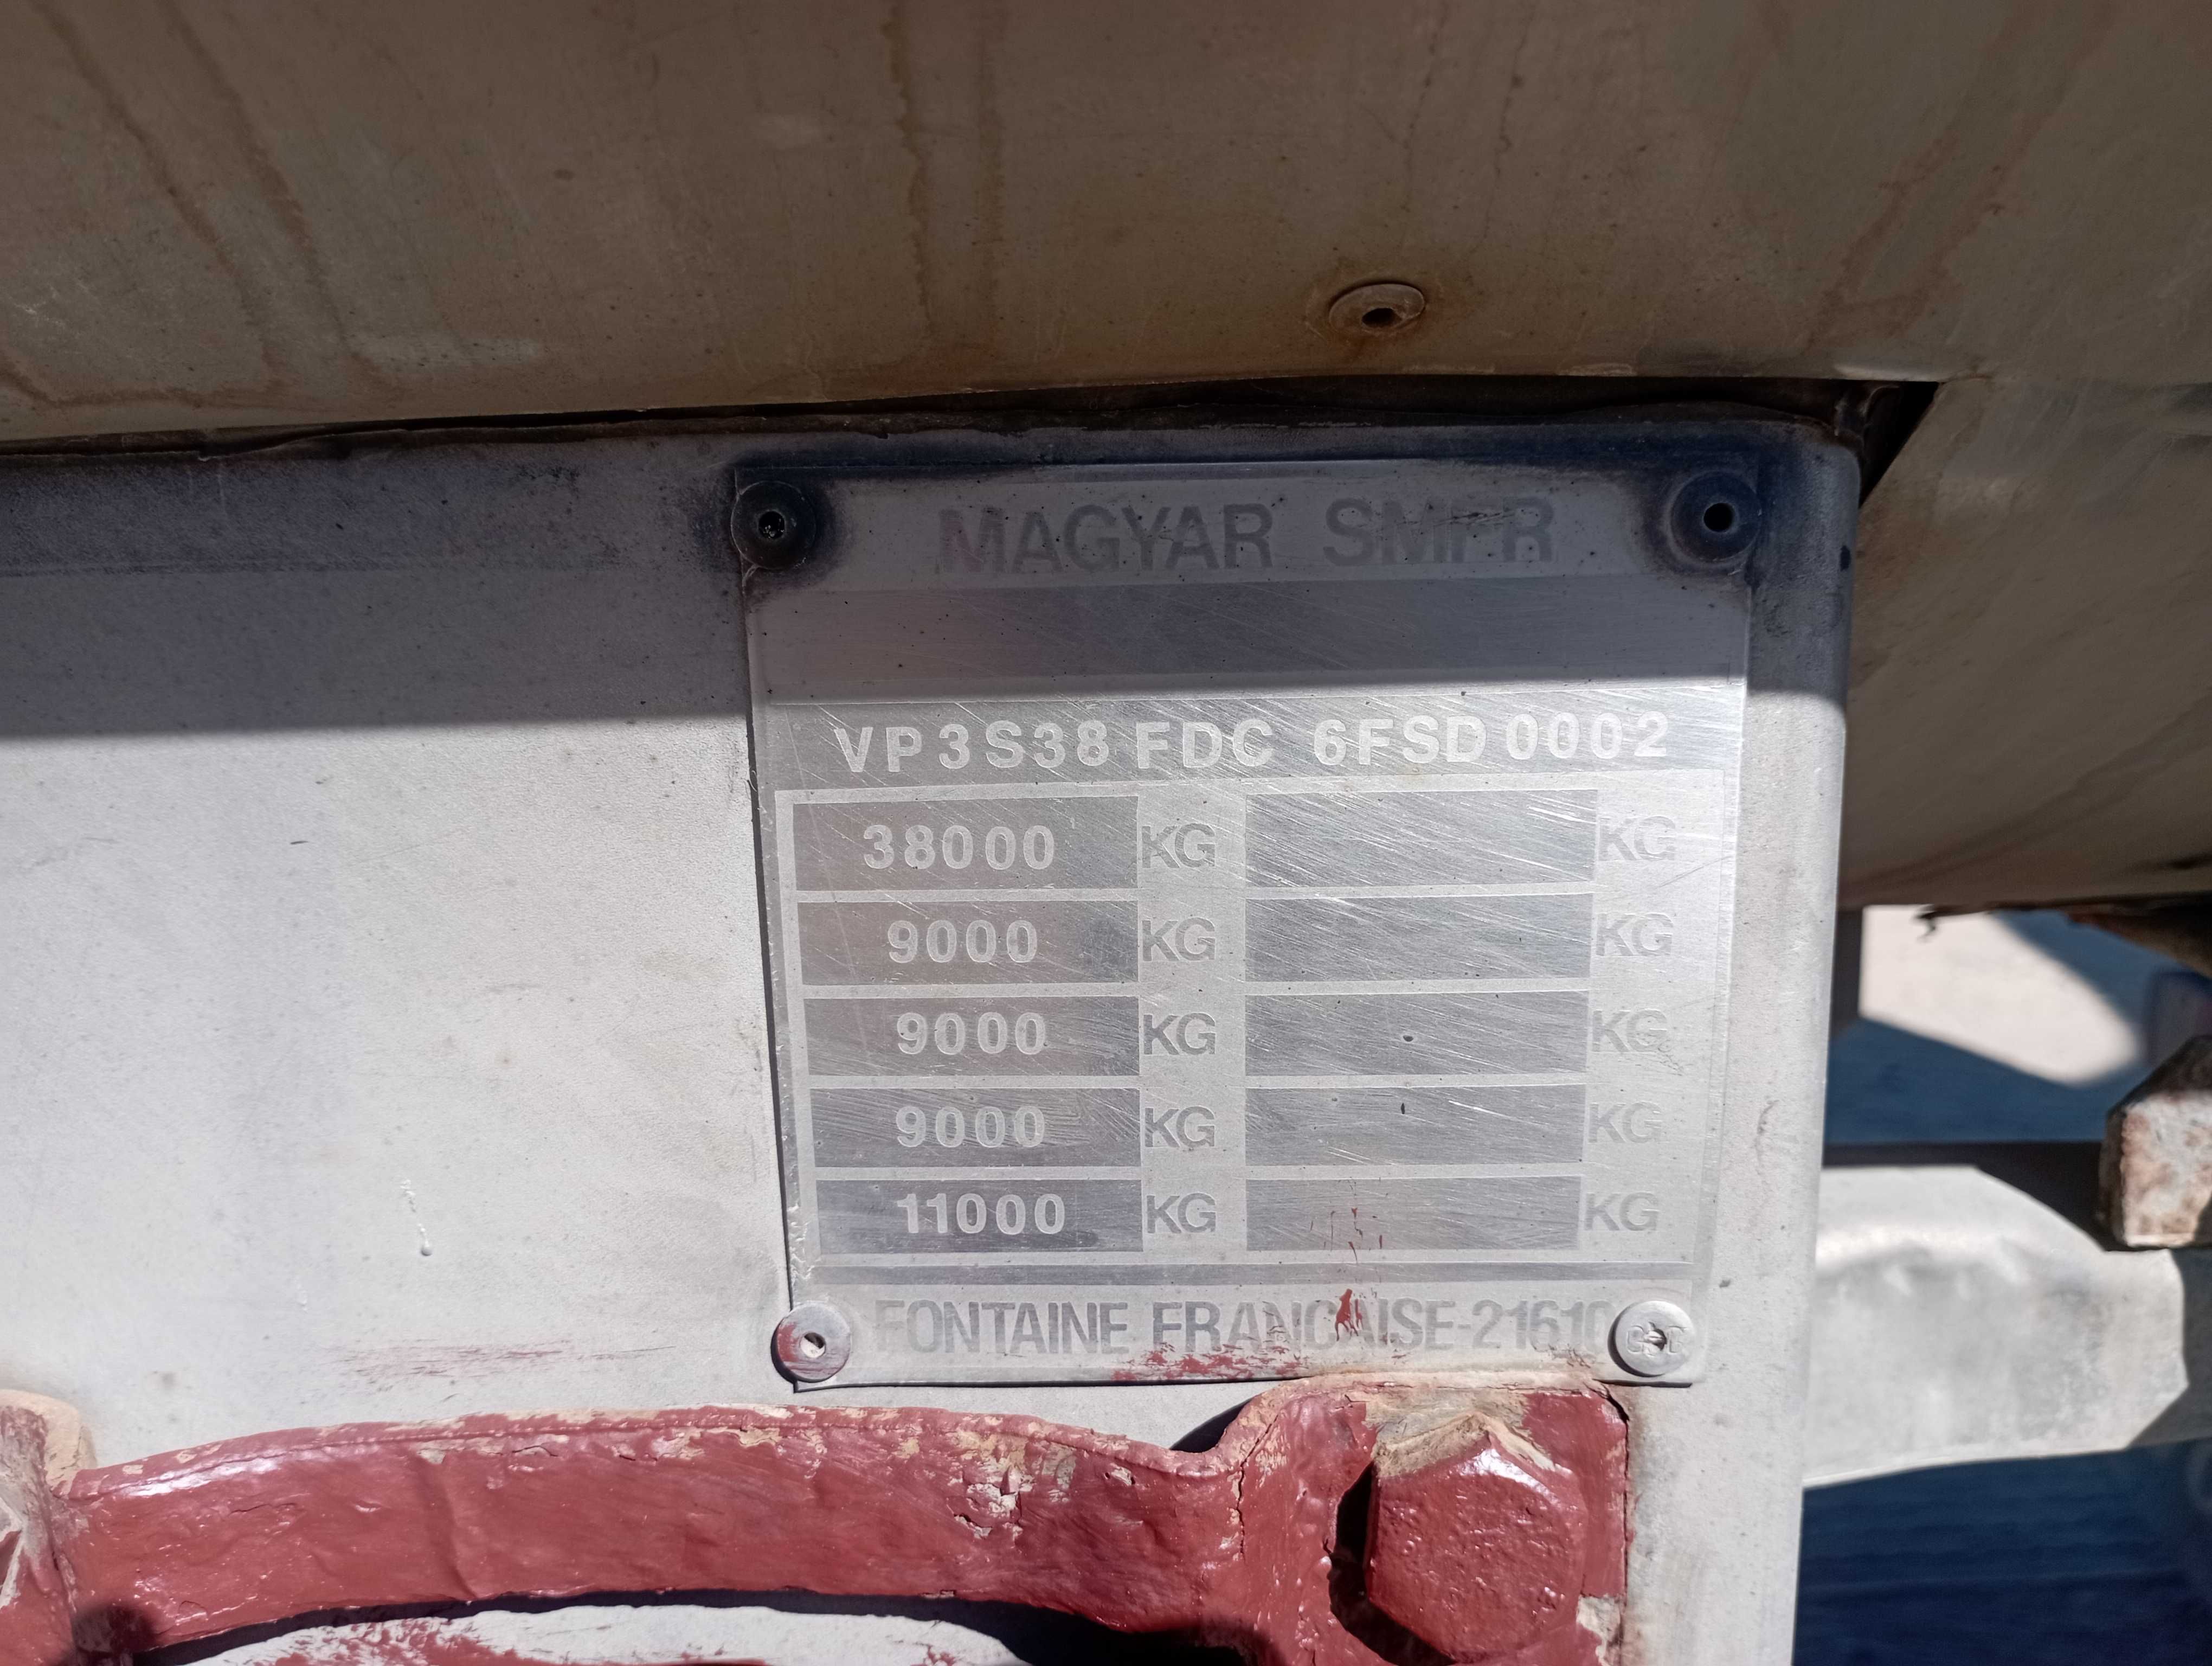 MAGYAR SMFR
VP3S38FDC 6FSD0002
38000 KG KG
9000 KG KG
9000 KG KG
9000 KG KG
11000 KG KG
FONTAINE FRANCAISE-21610